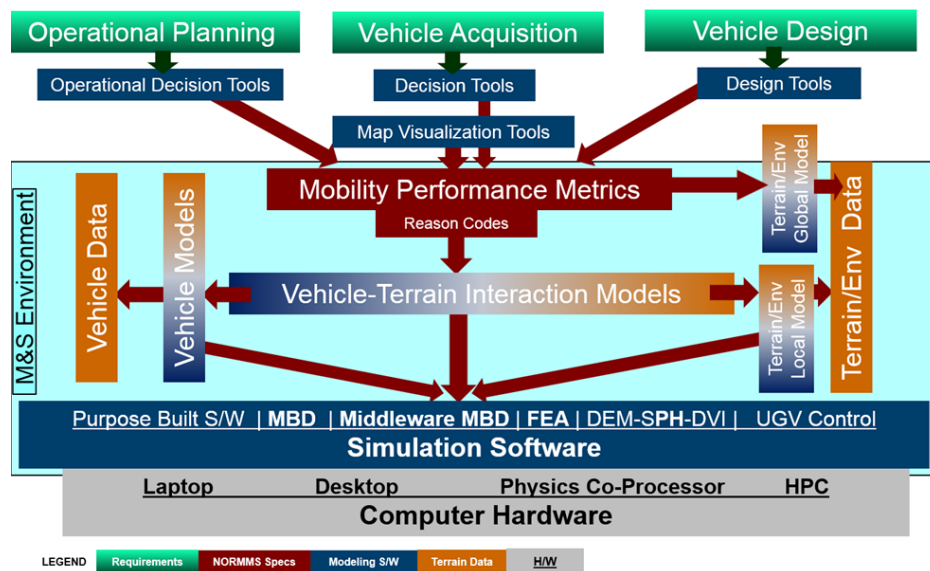 Operational Planning
Vehicle Acquisition
Vehicle Design
Operational Decision Tools
Decision Tools
Design Tools
Map Visualization Tools
M&S Environment
Mobility Performance Metrics
Reason Codes
Terrain/Env
Global Model
Terrain/Env Data
Vehicle Data
Vehicle Models
Vehicle-Terrain Interaction Models
Terrain/Env
Local Model
Purpose Built S/W | MBD | Middleware MBD | FEA | DEM-SPH-DVI | UGV Control
Simulation Software
Laptop Desktop Physics Co-Processor HPC
Computer Hardware
LEGEND Requirements NORMMS Specs Modeling S/W Terrain Data H/W